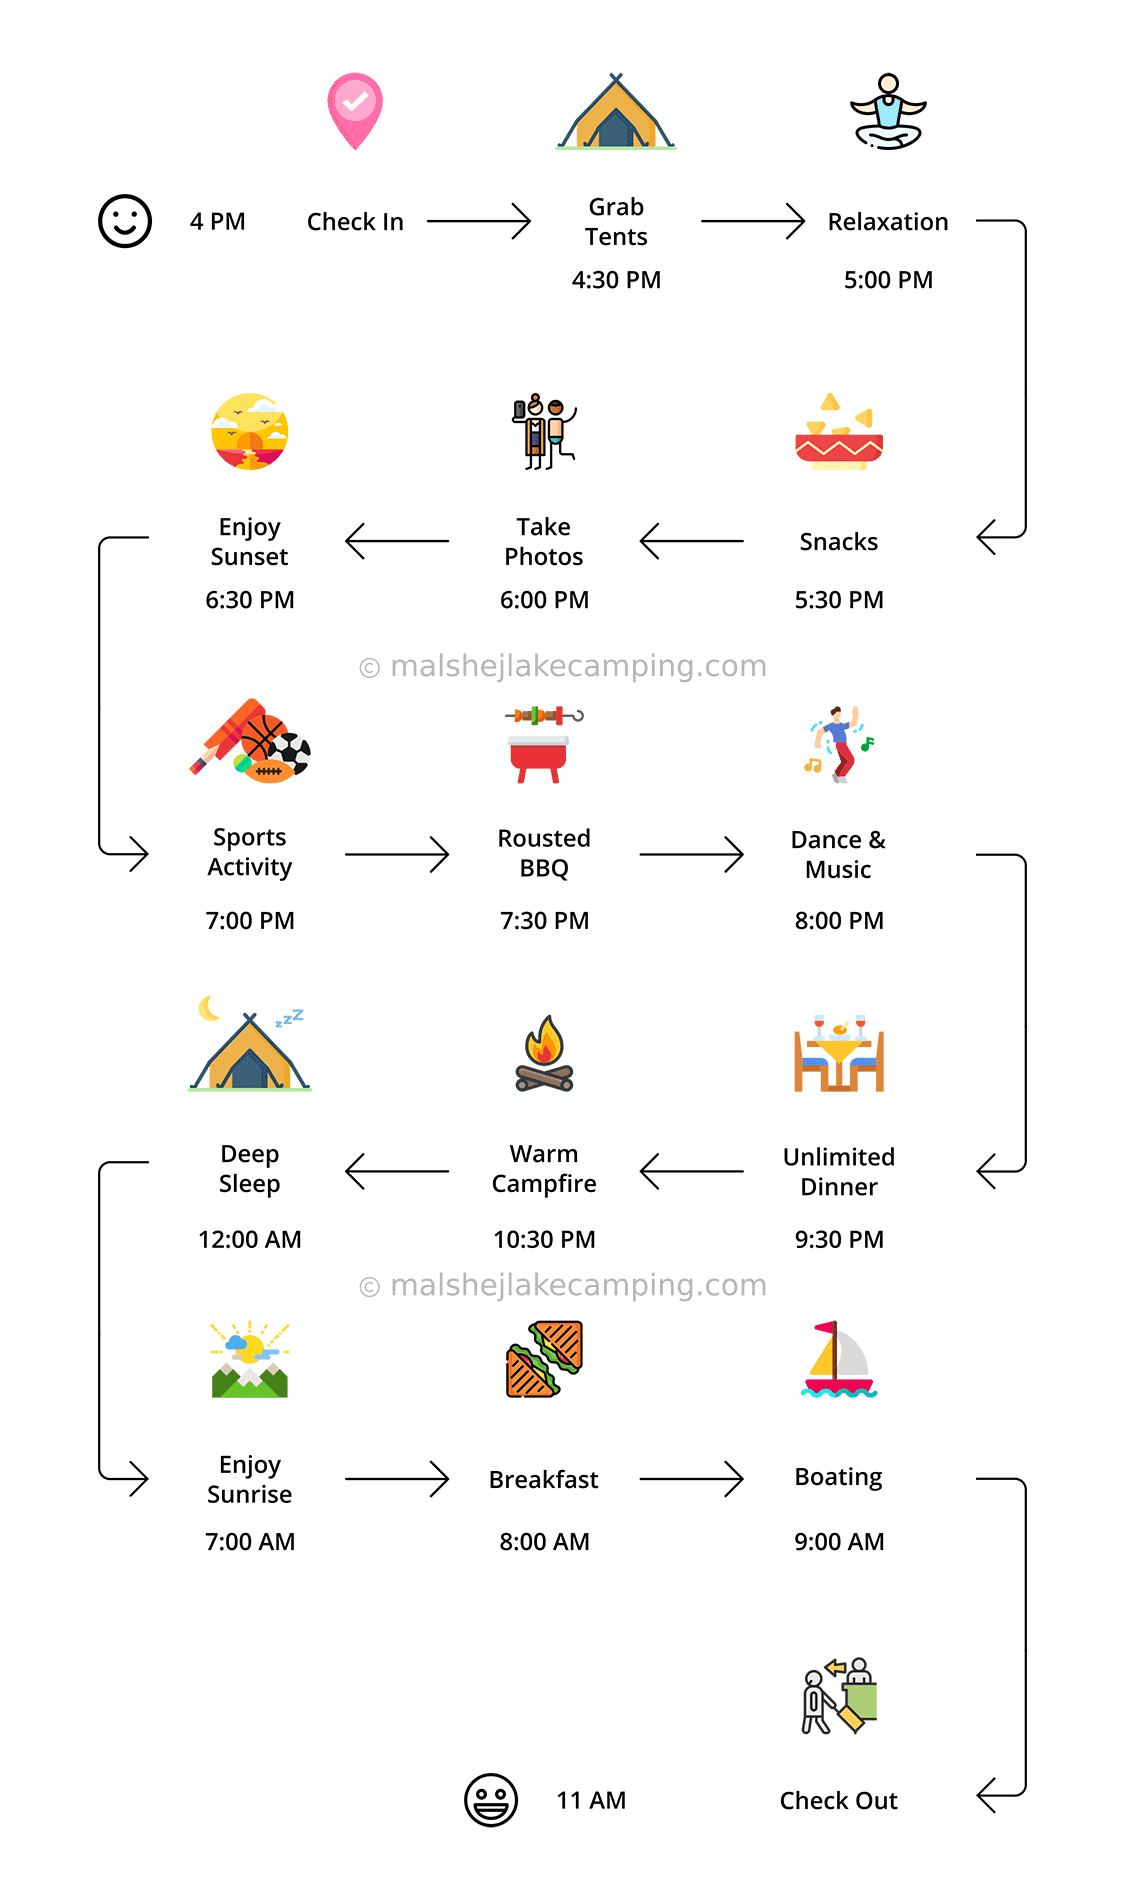 4 PM
Check In
Grab
Tents
4:30 PM
Relaxation
5:00 PM
Snacks
5:30 PM
Take
Photos
6:00 PM
Enjoy
Sunset
6:30 PM
© malshejlakecamping.com
Sports
Activity
7:00 PM
Rousted
BBQ
7:30 PM
Dance &
Music
8:00 PM
Unlimited
Dinner
9:30 PM
Warm
Campfire
10:30 PM
zzZ
Deep
Sleep
12:00 AM
© malshejlakecamping.com
Enjoy
Sunrise
7:00 AM
Breakfast
8:00 AM
Boating
9:00 AM
Check Out
11 AM